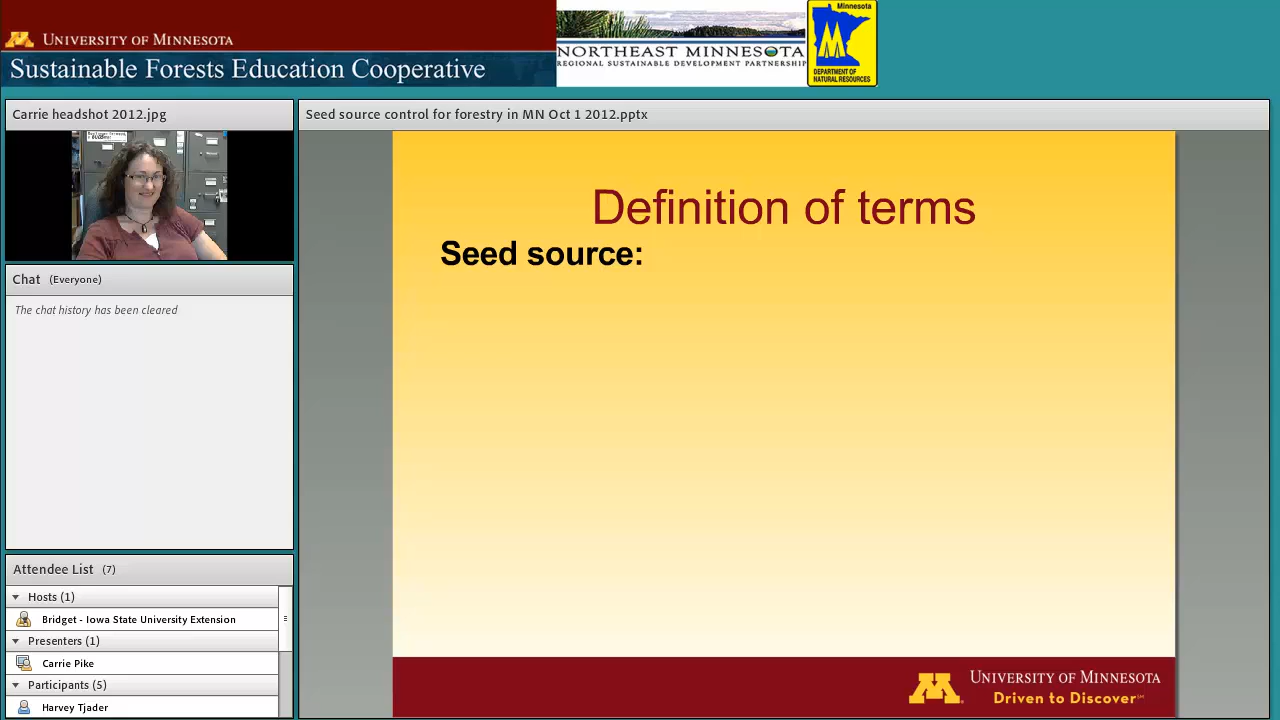 UNIVERSITY OF MINNESOTA
Sustainable Forests Education Cooperative
NORTHEAST MINNESOTA
REGIONAL SUSTAINABLE DEVELOPMENT PARTNERSHIP
Minnesota
DEPARTMENT OF
NATURAL RESOURCES
Carrie headshot 2012.jpg
Seed source control for forestry in MN Oct 1 2012.pptx
Definition of terms
Seed source:
Chat (Everyone)
The chat history has been cleared
Attendee List (7)
Hosts (1)
Bridget - Iowa State University Extension
Presenters (1)
Carrie Pike
Participants (5)
Harvey Tjader
UNIVERSITY OF MINNESOTA
Driven to Discover℠